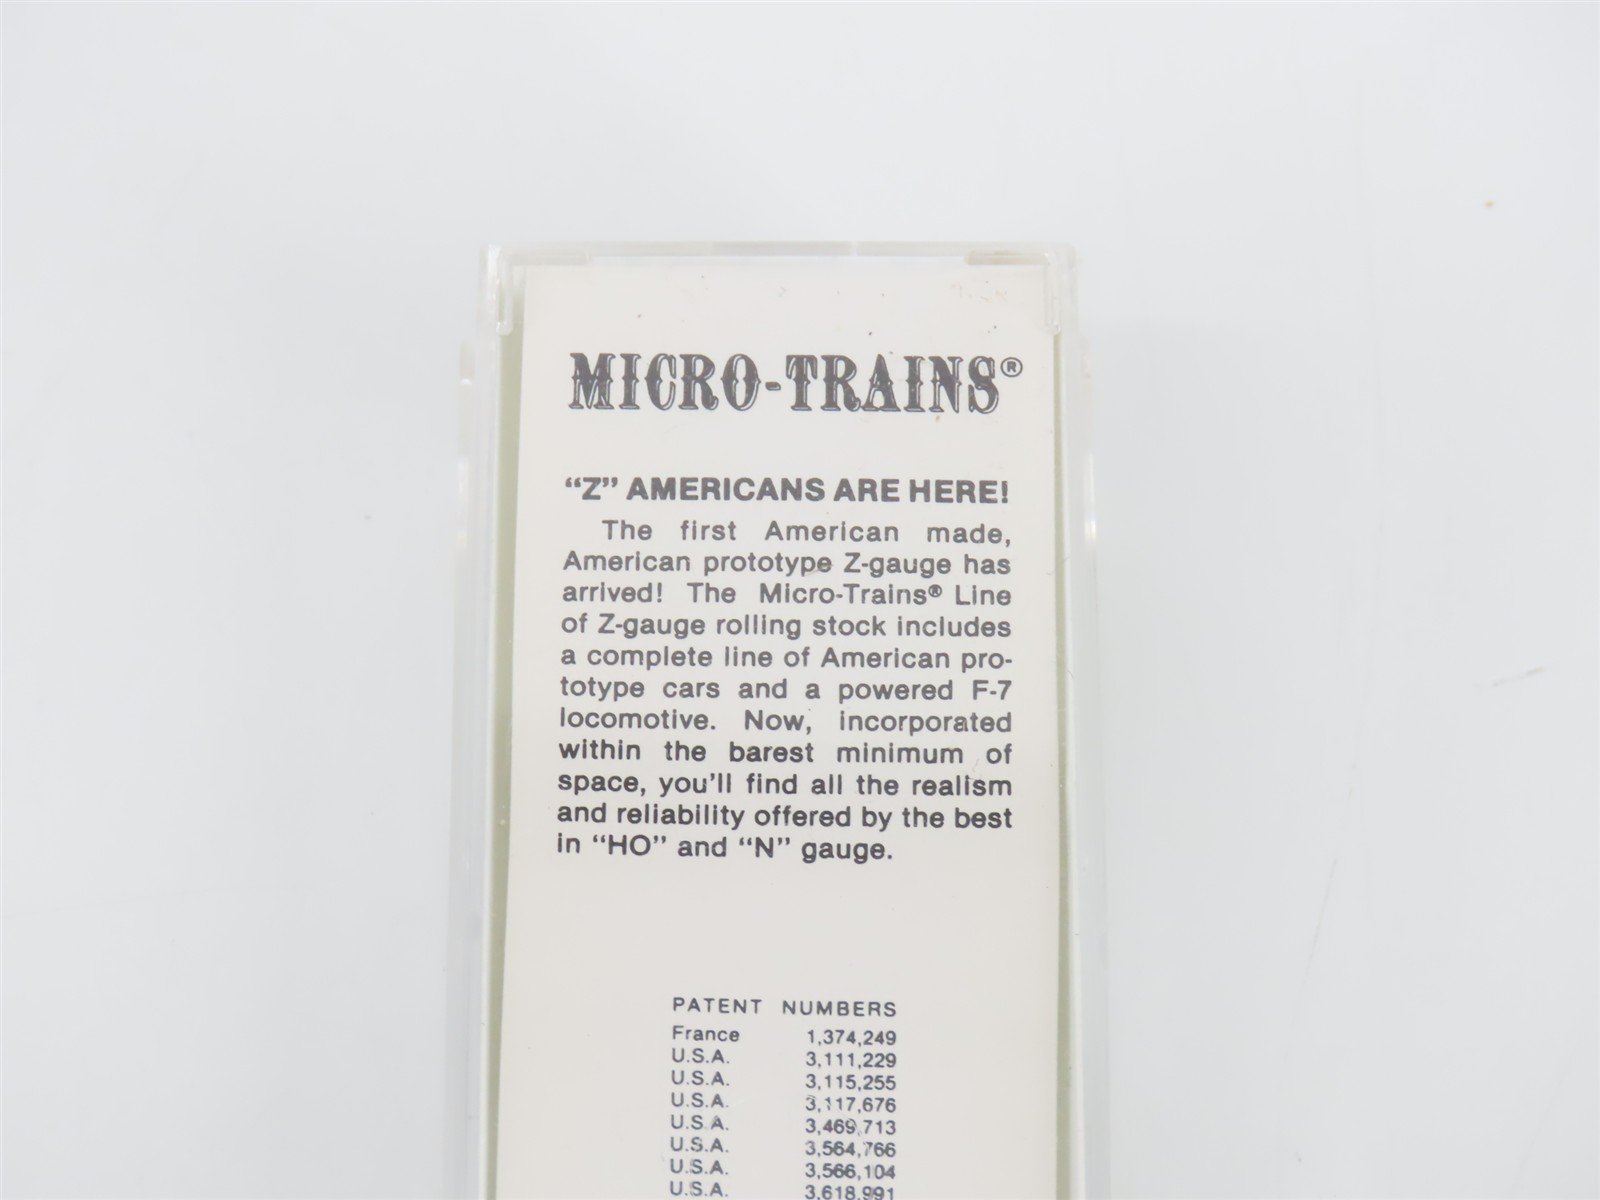 MICRO-TRAINS®
“Z” AMERICANS ARE HERE!
The first American made,
American prototype Z-gauge has
arrived! The Micro-Trains® Line
of Z-gauge rolling stock includes
a complete line of American pro-
totype cars and a powered F-7
locomotive. Now, incorporated
within the barest minimum of
space, you’ll find all the realism
and reliability offered by the best
in “HO” and “N” gauge.
PATENT NUMBERS
France 1,374,249
U.S.A. 3,111,229
U.S.A. 3,115,255
U.S.A. 3,117,676
U.S.A. 3,469,713
U.S.A. 3,564,766
U.S.A. 3,566,104
U.S.A. 3,618,991